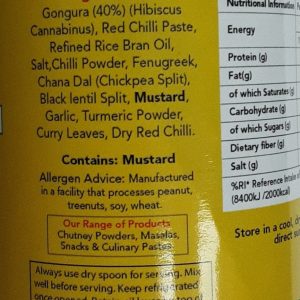 Gongura (40%) (Hibiscus
Cannabinus), Red Chilli Paste,
Refined Rice Bran Oil,
Salt,Chilli Powder, Fenugreek,
Chana Dal (Chickpea Split),
Black lentil Split, Mustard,
Garlic, Turmeric Powder,
Curry Leaves, Dry Red Chilli.
Contains: Mustard
Allergen Advice: Manufactured
in a facility that processes peanut,
treenuts, soy, wheat.
Our Range of Products
Chutney Powders, Masalas,
Snacks & Culinary Pastes
Always use dry spoon for serving. Mix
well before serving. Keep refrigerated
once opened.
Nutritional Information
Energy
Protein (g)
Fat(g)
of which Saturates
Carbohydrate (g)
of which Sugars (g)
Dietary fiber (g)
Salt (g)
%RI* Reference Intake
(8400kJ /2000kcal)
Store in a cool, 
direct